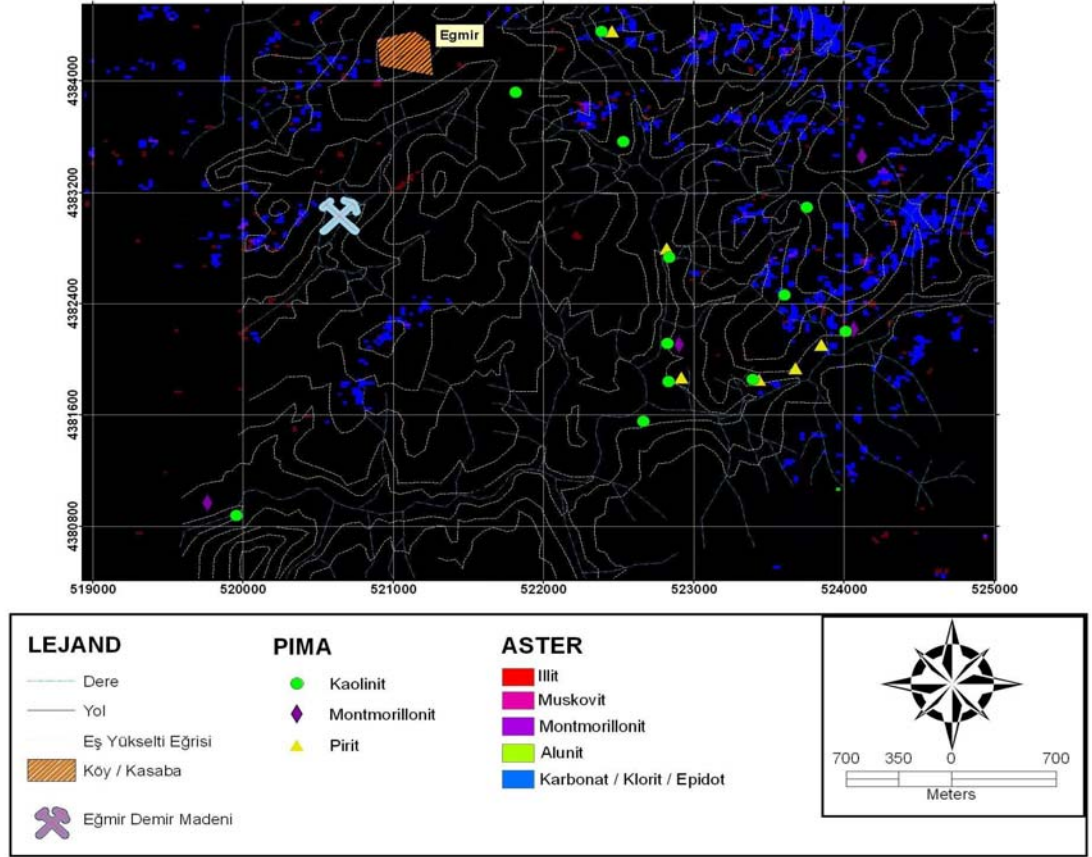 Egmir
4384000
4383200
4382400
4381600
4380800
519000 520000 521000 522000 523000 524000 525000
LEJAND
Dere
Yol
Eş Yükselti Eğrisi
Köy / Kasaba
Eğmir Demir Madeni
PIMA
Kaolinit
Montmorillonit
Pirit
ASTER
Illit
Muskovit
Montmorillonit
Alunit
Karbonat / Klorit / Epidot
700 350 0 700
Meters